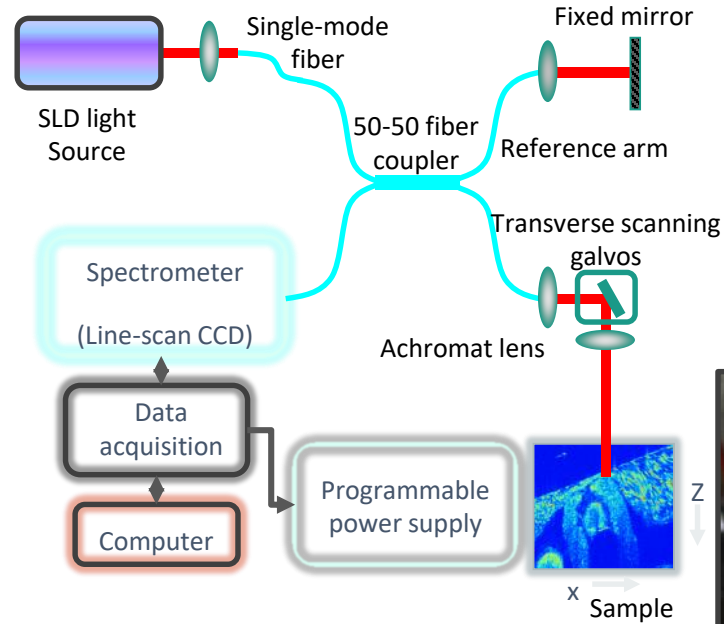 Fixed mirror
Single-mode
fiber
SLD light
Source
50-50 fiber
coupler
Reference arm
Transverse scanning
galvos
Spectrometer
(Line-scan CCD)
Achromat lens
Data
acquisition
Programmable
power supply
Computer
Z
x
Sample